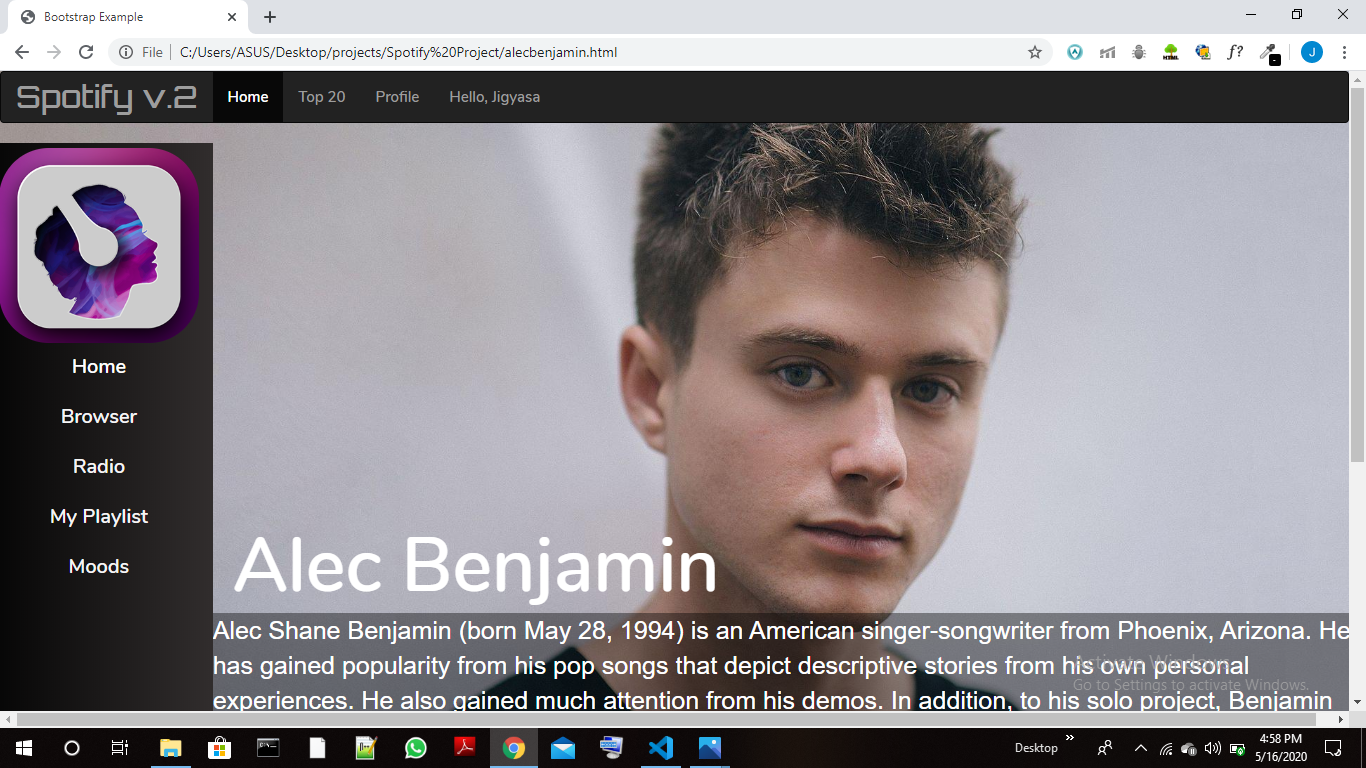 Bootstrap Example
File
C:/Users/ASUS/Desktop/projects/Spotify%20Project/alecbenjamin.html
HTML
f?
J
Spotify v.2
Home
Top 20
Profile
Hello, Jigyasa
Home
Browser
Radio
My Playlist
Moods
Alec Benjamin
Alec Shane Benjamin (born May 28, 1994) is an American singer-songwriter from Phoenix, Arizona. He
has gained popularity from his pop songs that depict descriptive stories from his own personal
experiences. He also gained much attention from his demos. In addition, to his solo project, Benjamin
Activate Windows
Go to Settings to activate Windows.
Desktop
4:58 PM
5/16/2020